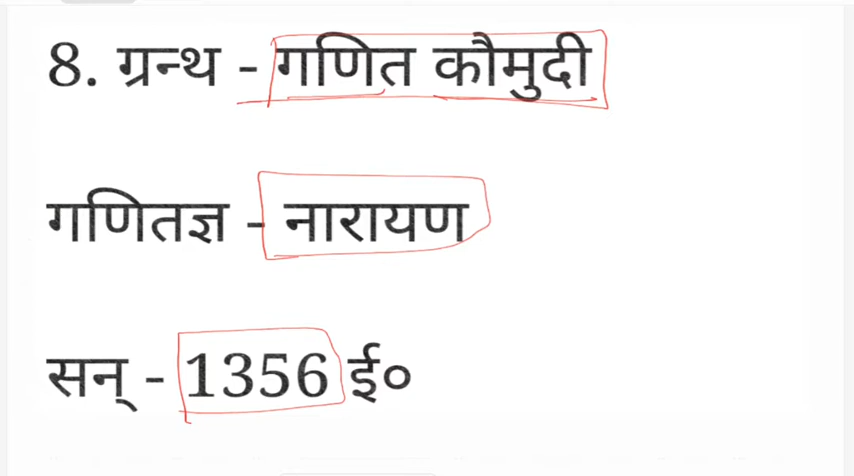 8. ग्रन्थ - गणित कौमुदी
गणितज्ञ - नारायण
सन् - 1356 ई०